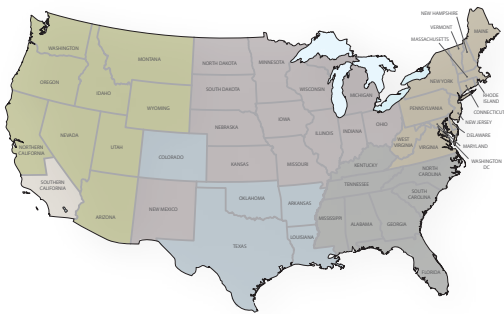 NEW HAMPSHIRE
VERMONT
MASSACHUSETTS
MAINE
WASHINGTON
MONTANA
NORTH DAKOTA
MINNESOTA
OREGON
IDAHO
WYOMING
SOUTH DAKOTA
WISCONSIN
MICHIGAN
NEW YORK
RHODE
ISLAND
CONNECTICUT
NEW JERSEY
DELAWARE
MARYLAND
WASHINGTON
DC
PENNSYLVANIA
NEVADA
UTAH
COLORADO
NEBRASKA
IOWA
ILLINOIS
INDIANA
OHIO
WEST
VIRGINIA
VIRGINIA
NORTHERN
CALIFORNIA
SOUTHERN
CALIFORNIA
KANSAS
MISSOURI
KENTUCKY
NORTH
CAROLINA
TENNESSEE
SOUTH
CAROLINA
ARIZONA
NEW MEXICO
OKLAHOMA
ARKANSAS
MISSISSIPPI
ALABAMA
GEORGIA
TEXAS
LOUISIANA
FLORIDA